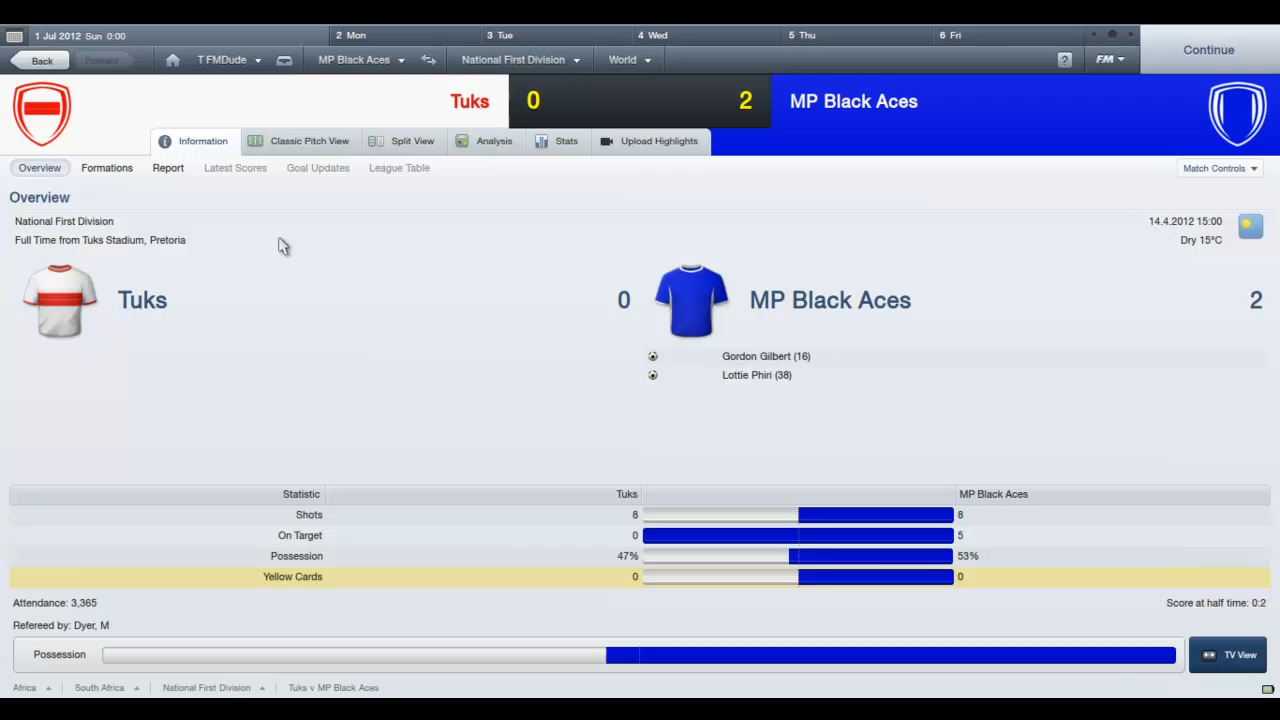 1 Jul 2012 Sun 0:00 2 Mon 3 Tue 4 Wed 5 Thu 6 Fri
Continue
Back Forward T FMDude MP Black Aces National First Division World ? FM
Tuks 0 2 MP Black Aces
Information Classic Pitch View Split View Analysis Stats Upload Highlights
Overview Formations Report Latest Scores Goal Updates League Table Match Controls
Overview
National First Division 14.4.2012 15:00
Full Time from Tuks Stadium, Pretoria Dry 15°C
Tuks 0 MP Black Aces 2
Gordon Gilbert (16)
Lottie Phiri (38)
Statistic Tuks MP Black Aces
Shots 8 8
On Target 0 5
Possession 47% 53%
Yellow Cards 0 0
Attendance: 3,365 Score at half time: 0:2
Refereed by: Dyer, M
Possession TV View
Africa South Africa National First Division Tuks v MP Black Aces